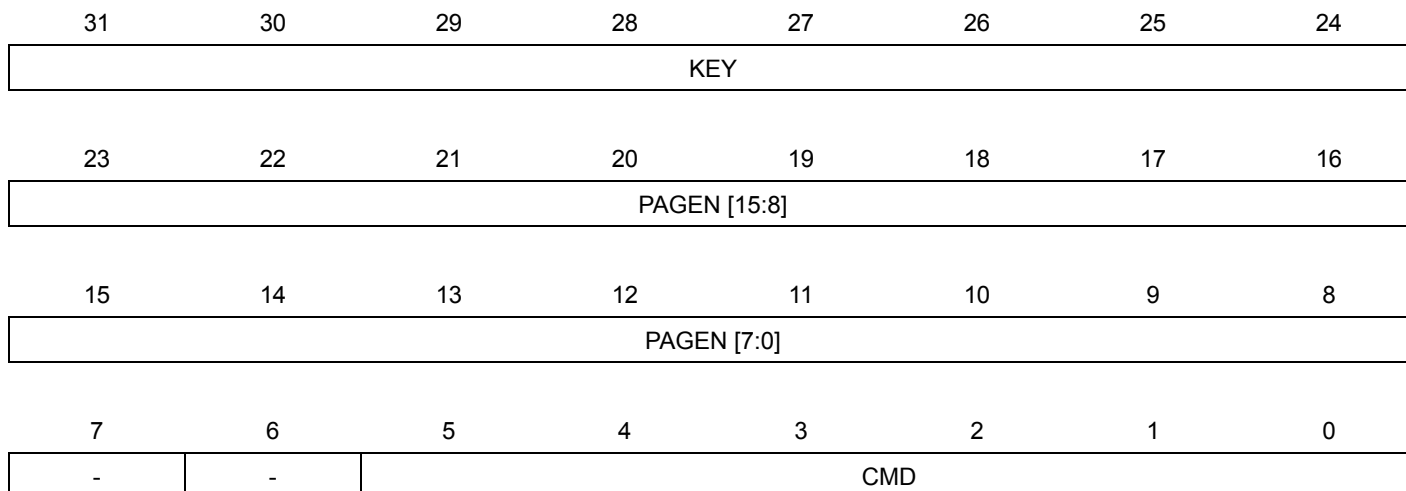 31 30 29 28 27 26 25 24
KEY
23 22 21 20 19 18 17 16
PAGEN [15:8]
15 14 13 12 11 10 9 8
PAGEN [7:0]
7 6 5 4 3 2 1 0
- - CMD